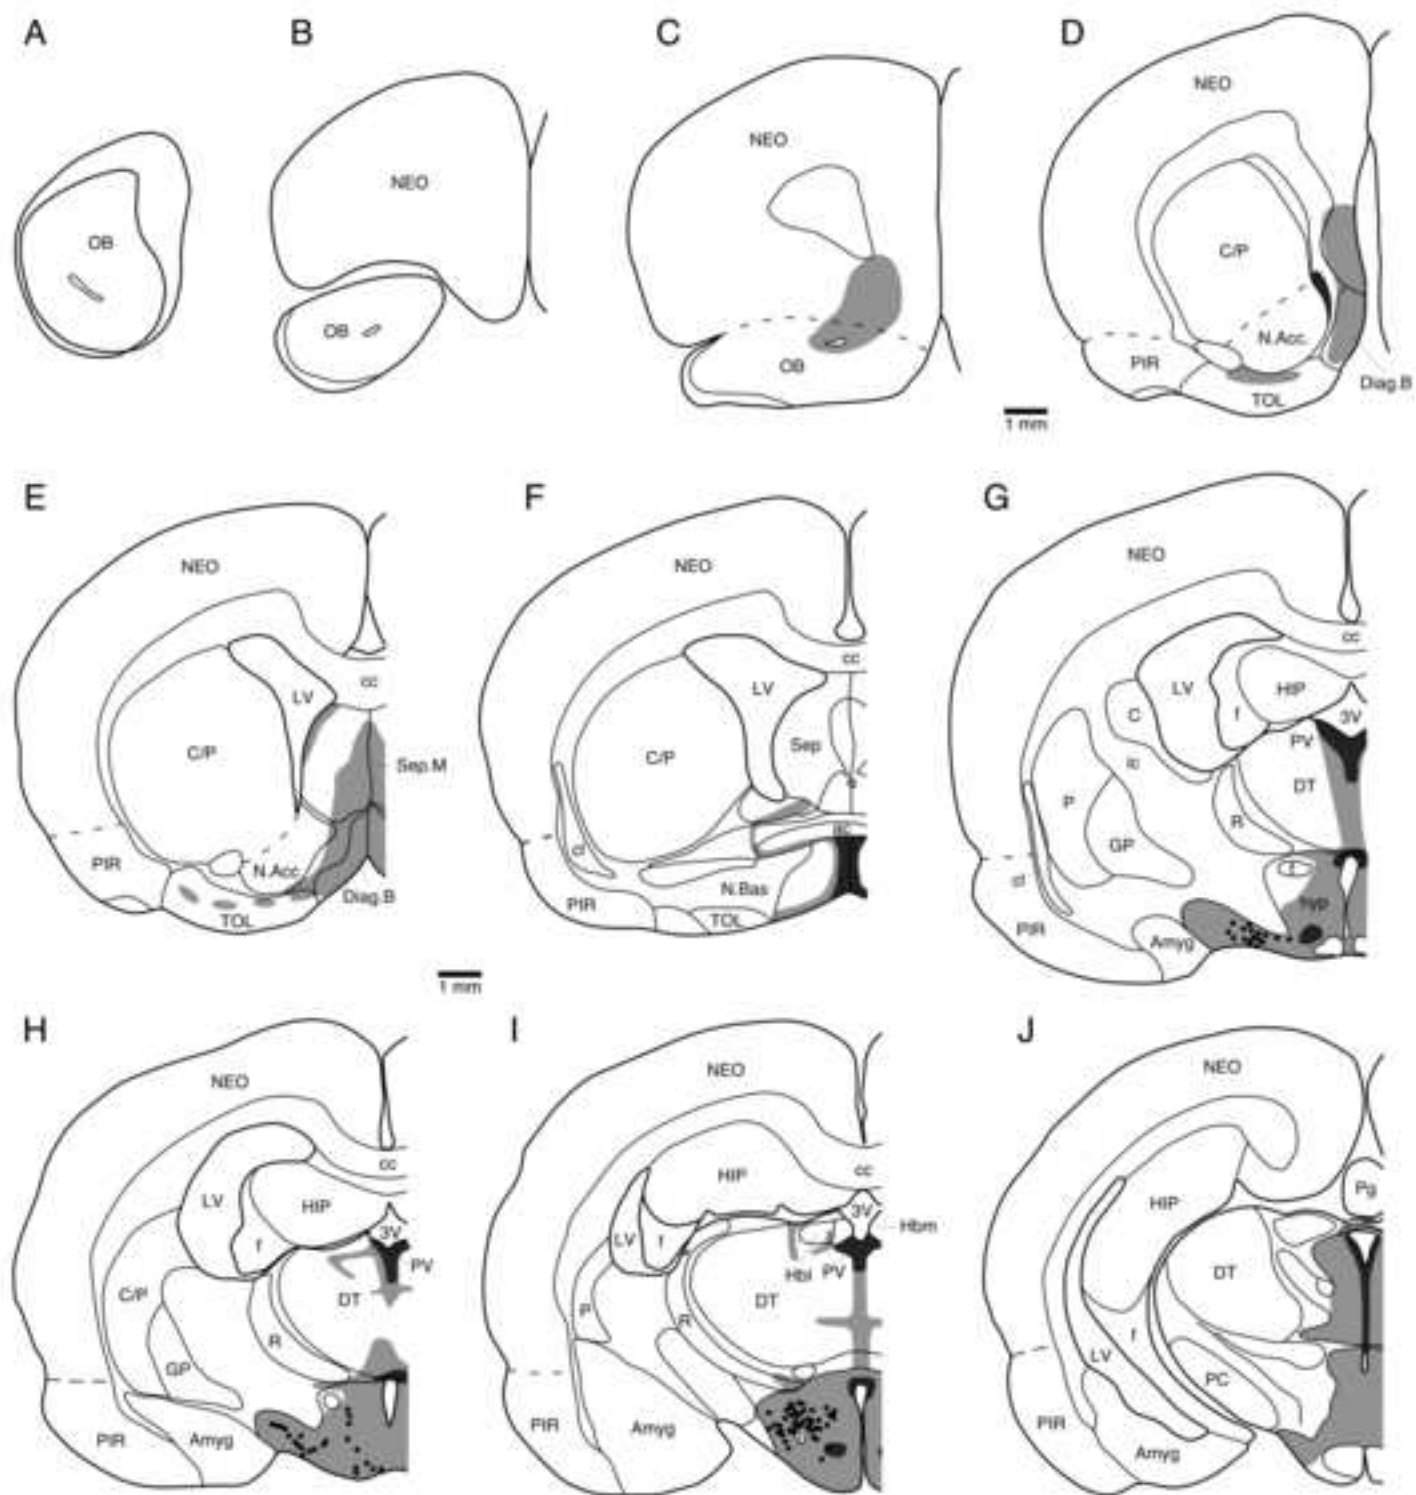 A
B
C
D
OB
NEO
OB
NEO
OB
NEO
C/P
N.Acc.
PIR
TOL
Diag.B
1 mm
E
F
G
NEO
cc
LV
C/P
Sep.M
PIR
N.Acc
Diag.B
TOL
NEO
cc
LV
C/P
Sep
cl
N.Bas
PIR
TOL
1 mm
NEO
cc
LV
HIP
C
f
3V
PV
ic
DT
P
R
GP
f
cl
hyp
PIR
Amyg
H
I
J
NEO
cc
LV
HIP
3V
f
PV
C/P
DT
R
GP
PIR
Amyg
NEO
HIP
cc
3V
Hbm
LV
f
Hbl
PV
P
R
DT
PIR
Amyg
NEO
Pg
HIP
DT
f
LV
PC
PIR
Amyg